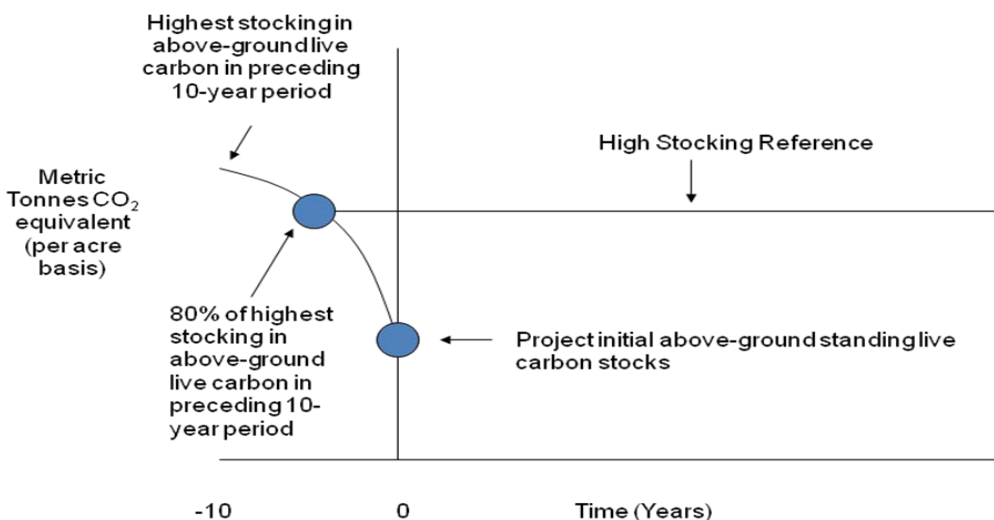 Highest stocking in
above-ground live
carbon in preceding
10-year period
High Stocking Reference
Metric
Tonnes CO₂
equivalent
(per acre
basis)
80% of highest
stocking in
above-ground
live carbon in
preceding 10-
year period
Project initial above-ground standing live
carbon stocks
-10
0
Time (Years)